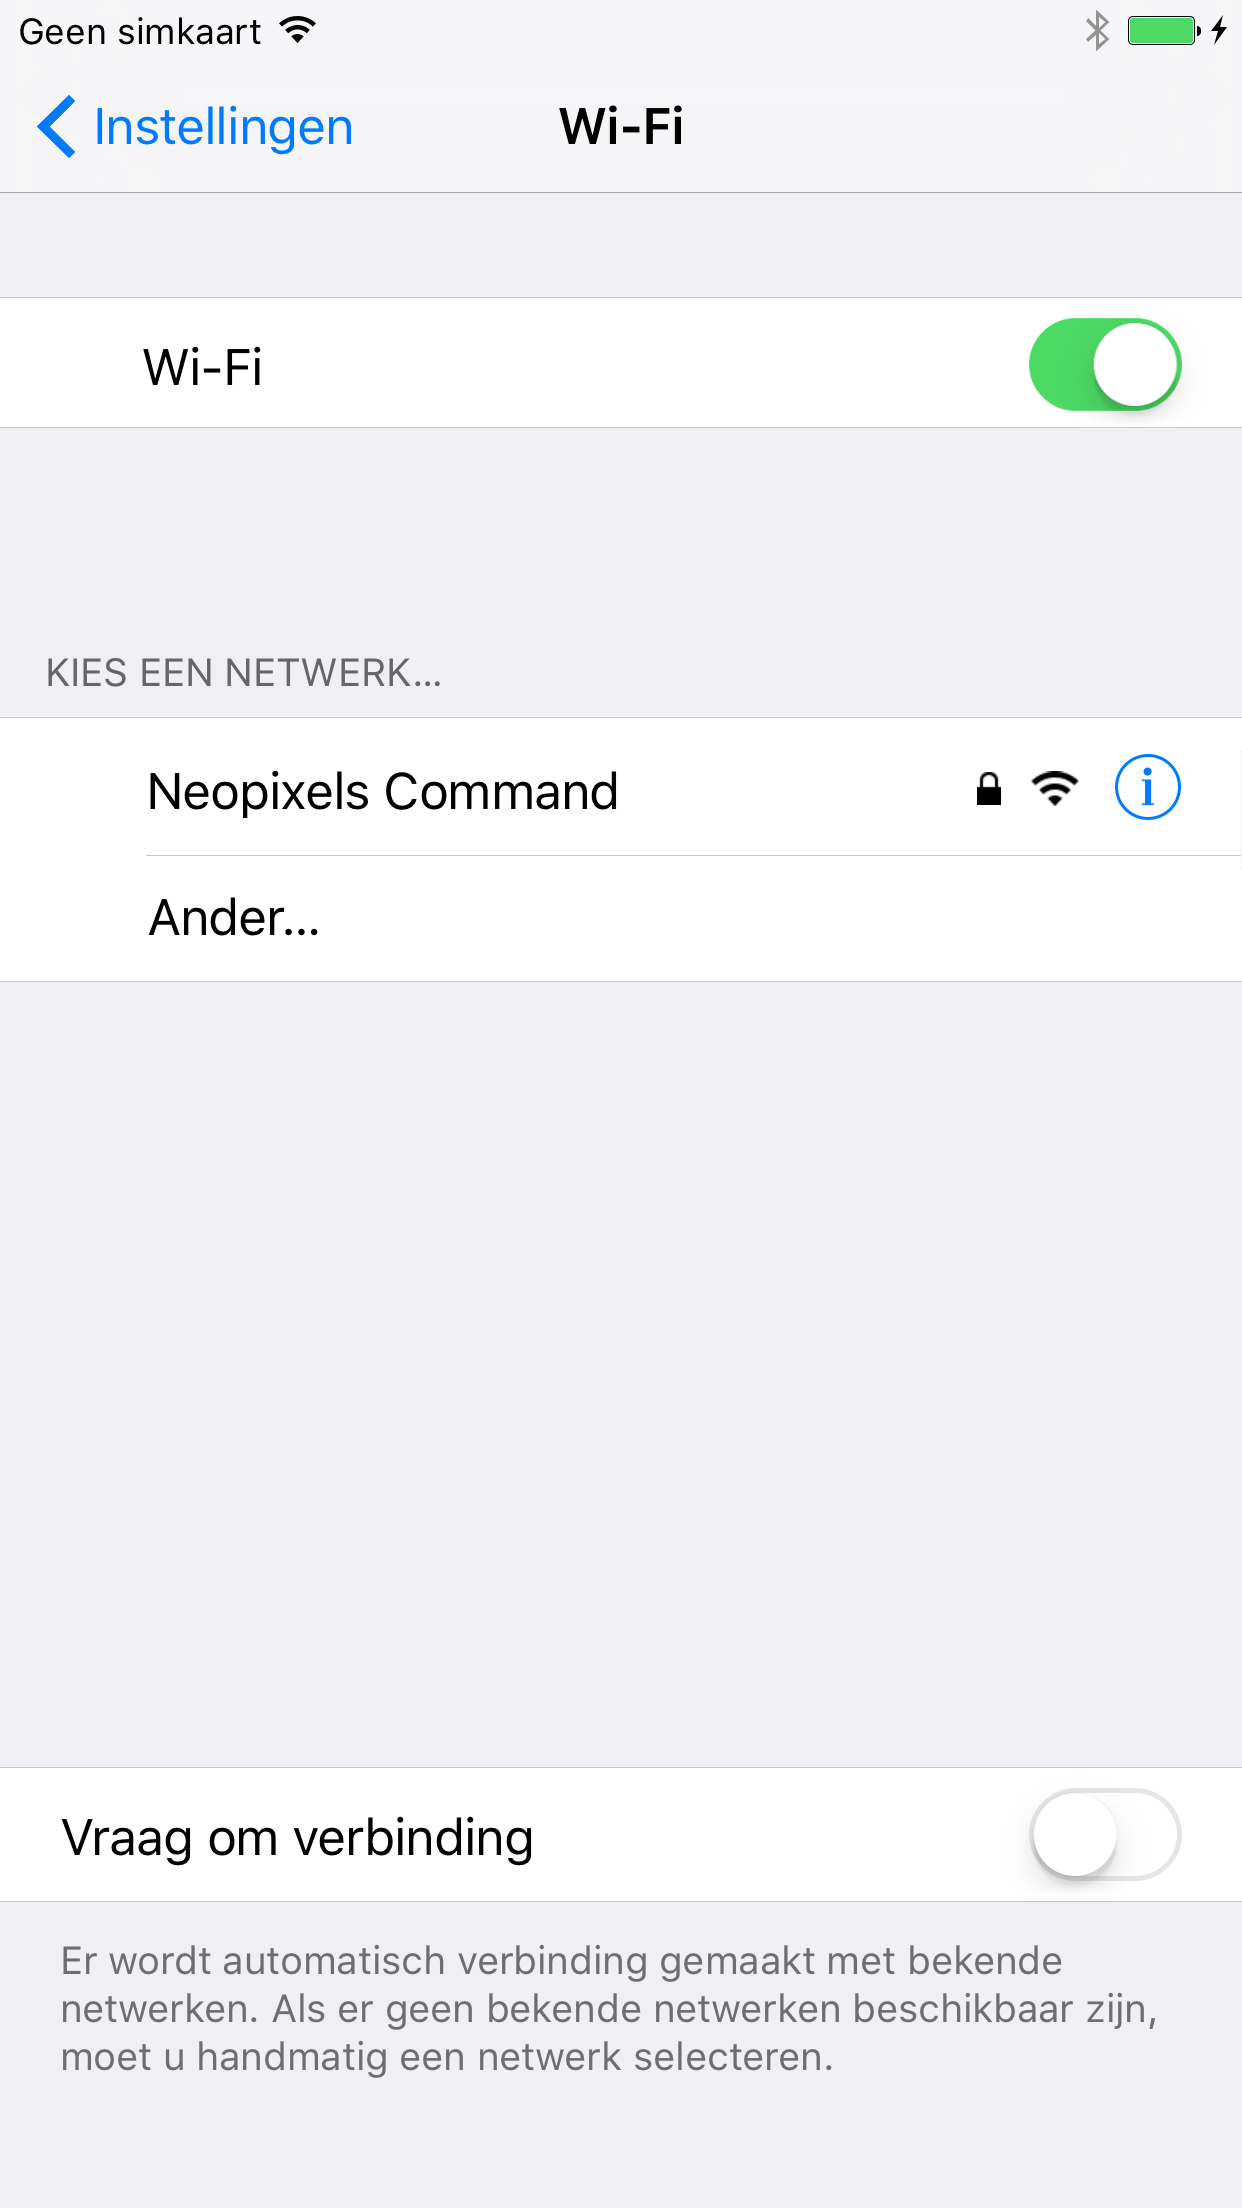 Geen simkaart
Instellingen
Wi-Fi
Wi-Fi
KIES EEN NETWERK...
Neopixels Command
Ander...
Vraag om verbinding
Er wordt automatisch verbinding gemaakt met bekende
netwerken. Als er geen bekende netwerken beschikbaar zijn,
moet u handmatig een netwerk selecteren.